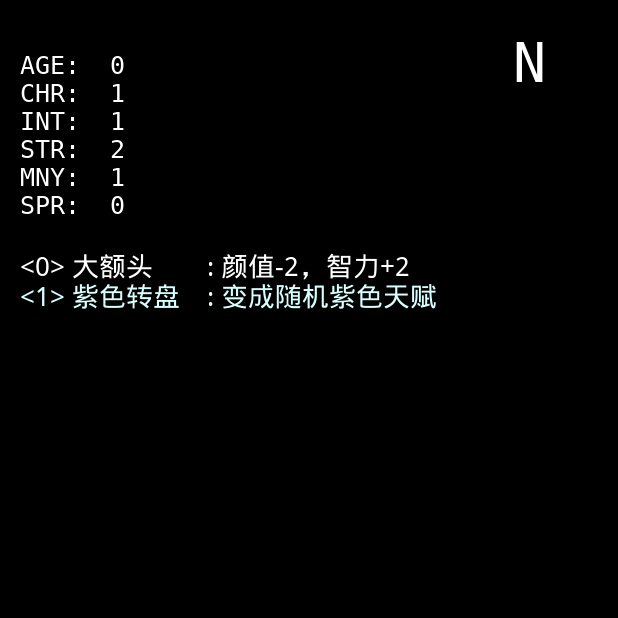 N
AGE: 0
CHR: 1
INT: 1
STR: 2
MNY: 1
SPR: 0
<0> 大额头 : 颜值-2，智力+2
<1> 紫色转盘 : 变成随机紫色天赋